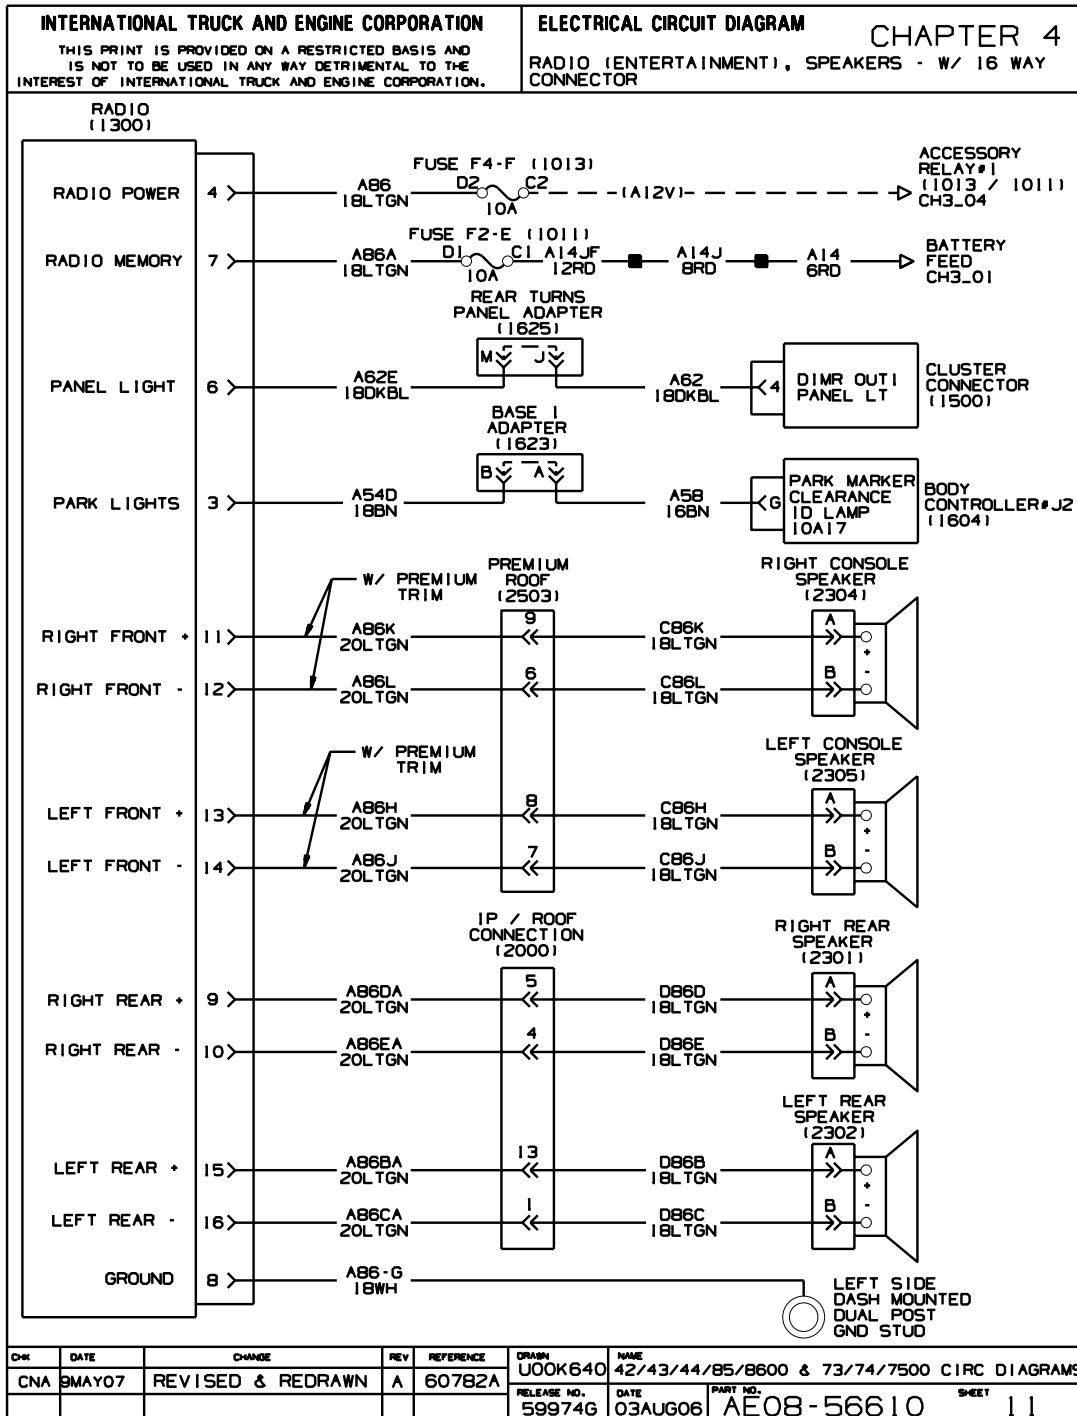 INTERNATIONAL TRUCK AND ENGINE CORPORATION
THIS PRINT IS PROVIDED ON A RESTRICTED BASIS AND
IS NOT TO BE USED IN ANY WAY DETRIMENTAL TO THE
INTEREST OF INTERNATIONAL TRUCK AND ENGINE CORPORATION.
ELECTRICAL CIRCUIT DIAGRAM
CHAPTER 4
RADIO (ENTERTAINMENT), SPEAKERS - W/ 16 WAY
CONNECTOR
RADIO
(1300)
RADIO POWER 4
A86
18LTGN
FUSE F4-F (1013)
D2 C2
10A
(A12V)
ACCESSORY
RELAY#1
(1013 / 1011)
CH3_04
RADIO MEMORY 7
A86A
18LTGN
FUSE F2-E (1011)
D1 C1
10A
A14JF
12RD
A14J
8RD
A14
6RD
BATTERY
FEED
CH3_01
REAR TURNS
PANEL ADAPTER
(1625)
M J
PANEL LIGHT 6
A62E
18DKBL
A62
18DKBL
4
DIMR OUT1
PANEL LT
CLUSTER
CONNECTOR
(1500)
BASE 1
ADAPTER
(1623)
B A
PARK LIGHTS 3
A54D
18BN
A58
16BN
G
PARK MARKER
CLEARANCE
ID LAMP
10A17
BODY
CONTROLLER#J2
(1604)
W/ PREMIUM
TRIM
PREMIUM
ROOF
(2503)
RIGHT CONSOLE
SPEAKER
(2304)
RIGHT FRONT + 11
A86K
20LTGN
9
C86K
18LTGN
A
+
RIGHT FRONT - 12
A86L
20LTGN
6
C86L
18LTGN
B
-
W/ PREMIUM
TRIM
LEFT CONSOLE
SPEAKER
(2305)
LEFT FRONT + 13
A86H
20LTGN
8
C86H
18LTGN
A
+
LEFT FRONT - 14
A86J
20LTGN
7
C86J
18LTGN
B
-
IP / ROOF
CONNECTION
(2000)
RIGHT REAR
SPEAKER
(2301)
RIGHT REAR + 9
A86DA
20LTGN
5
D86D
18LTGN
A
+
RIGHT REAR - 10
A86EA
20LTGN
4
D86E
18LTGN
B
-
LEFT REAR
SPEAKER
(2302)
LEFT REAR + 15
A86BA
20LTGN
13
D86B
18LTGN
A
+
LEFT REAR - 16
A86CA
20LTGN
1
D86C
18LTGN
B
-
GROUND 8
A86-G
18WH
LEFT SIDE
DASH MOUNTED
DUAL POST
GND STUD
CHK DATE CHANGE REV REFERENCE
CNA 9MAY07 REVISED & REDRAWN A 60782A
DRAWN
U00K640
NAME
42/43/44/85/8600 & 73/74/7500 CIRC DIAGRAMS
RELEASE NO.
59974G
DATE
03AUG06
PART NO.
AE08-56610
SHEET
11